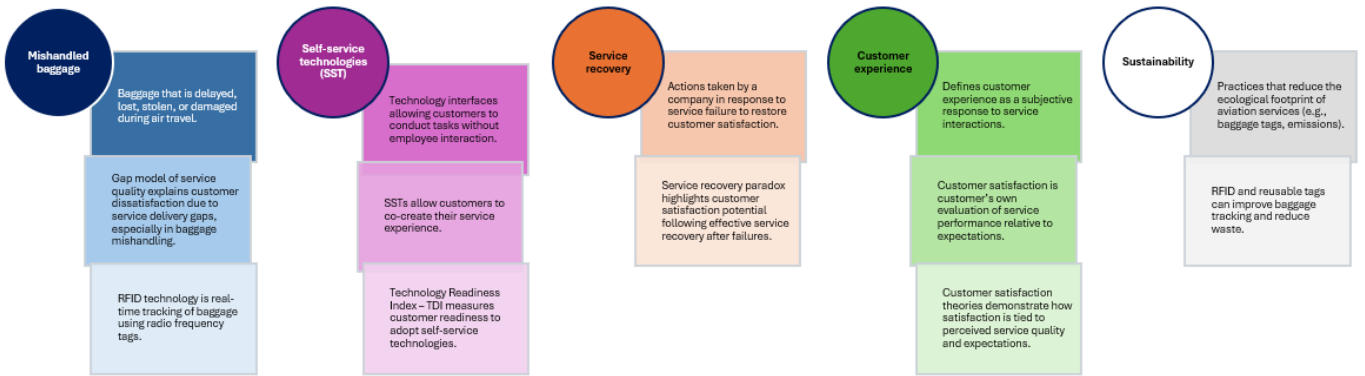 Mishandled
baggage
Baggage that is delayed,
lost, stolen, or damaged
during air travel.
Gap model of service
quality explains customer
dissatisfaction due to
service delivery gaps,
especially in baggage
mishandling.
RFID technology is real-
time tracking of baggage
using radio frequency
tags.
Self-service
technologies
(SST)
Technology interfaces
allowing customers to
conduct tasks without
employee interaction.
SSTs allow customers to
co-create their service
experience.
Technology Readiness
Index – TDI measures
customer readiness to
adopt self-service
technologies.
Service
recovery
Actions taken by a
company in response to
service failure to restore
customer satisfaction.
Service recovery paradox
highlights customer
satisfaction potential
following effective service
recovery after failures.
Customer
experience
Defines customer
experience as a subjective
response to service
interactions.
Customer satisfaction is
customer's own
evaluation of service
performance relative to
expectations.
Customer satisfaction
theories demonstrate how
satisfaction is tied to
perceived service quality
and expectations.
Sustainability
Practices that reduce the
ecological footprint of
aviation services (e.g.,
baggage tags, emissions).
RFID and reusable tags
can improve baggage
tracking and reduce
waste.